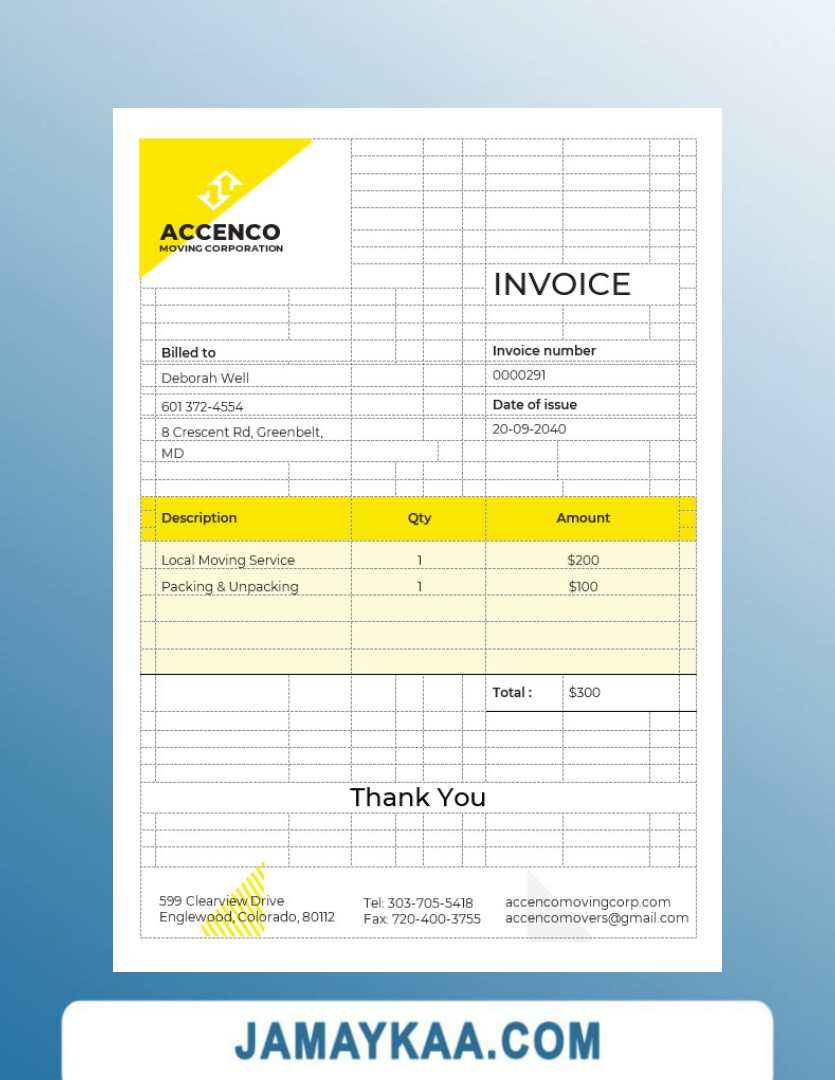 ACCENCO
MOVING CORPORATION
INVOICE
Billed to
Deborah Well
601 372-4554
8 Crescent Rd, Greenbelt,
MD
Invoice number
0000291
Date of issue
20-09-2040
Description Qty Amount
Local Moving Service 1 $200
Packing & Unpacking 1 $100
Total : $300
Thank You
599 Clearview Drive
Englewood, Colorado, 80112
Tel: 303-705-5418
Fax: 720-400-3755
accencomovingcorp.com
accencomovers@gmail.com
JAMAYKAA.COM